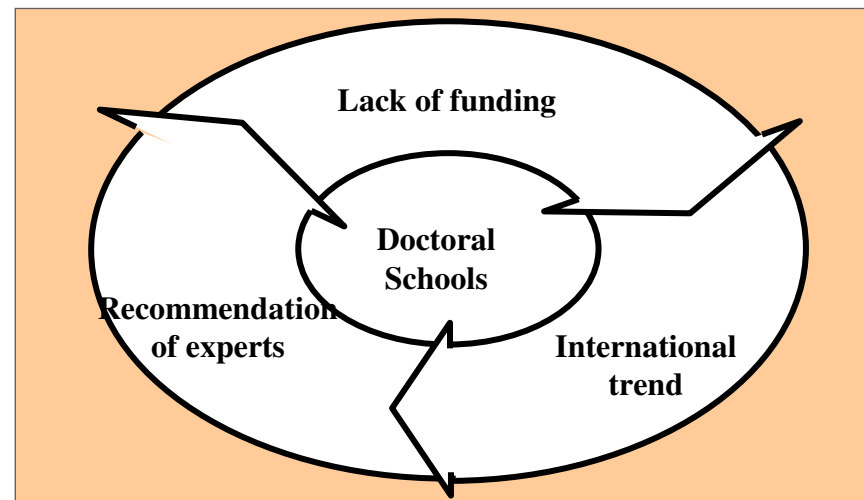 Lack of funding
Doctoral
Schools
Recommendation
of experts
International
trend